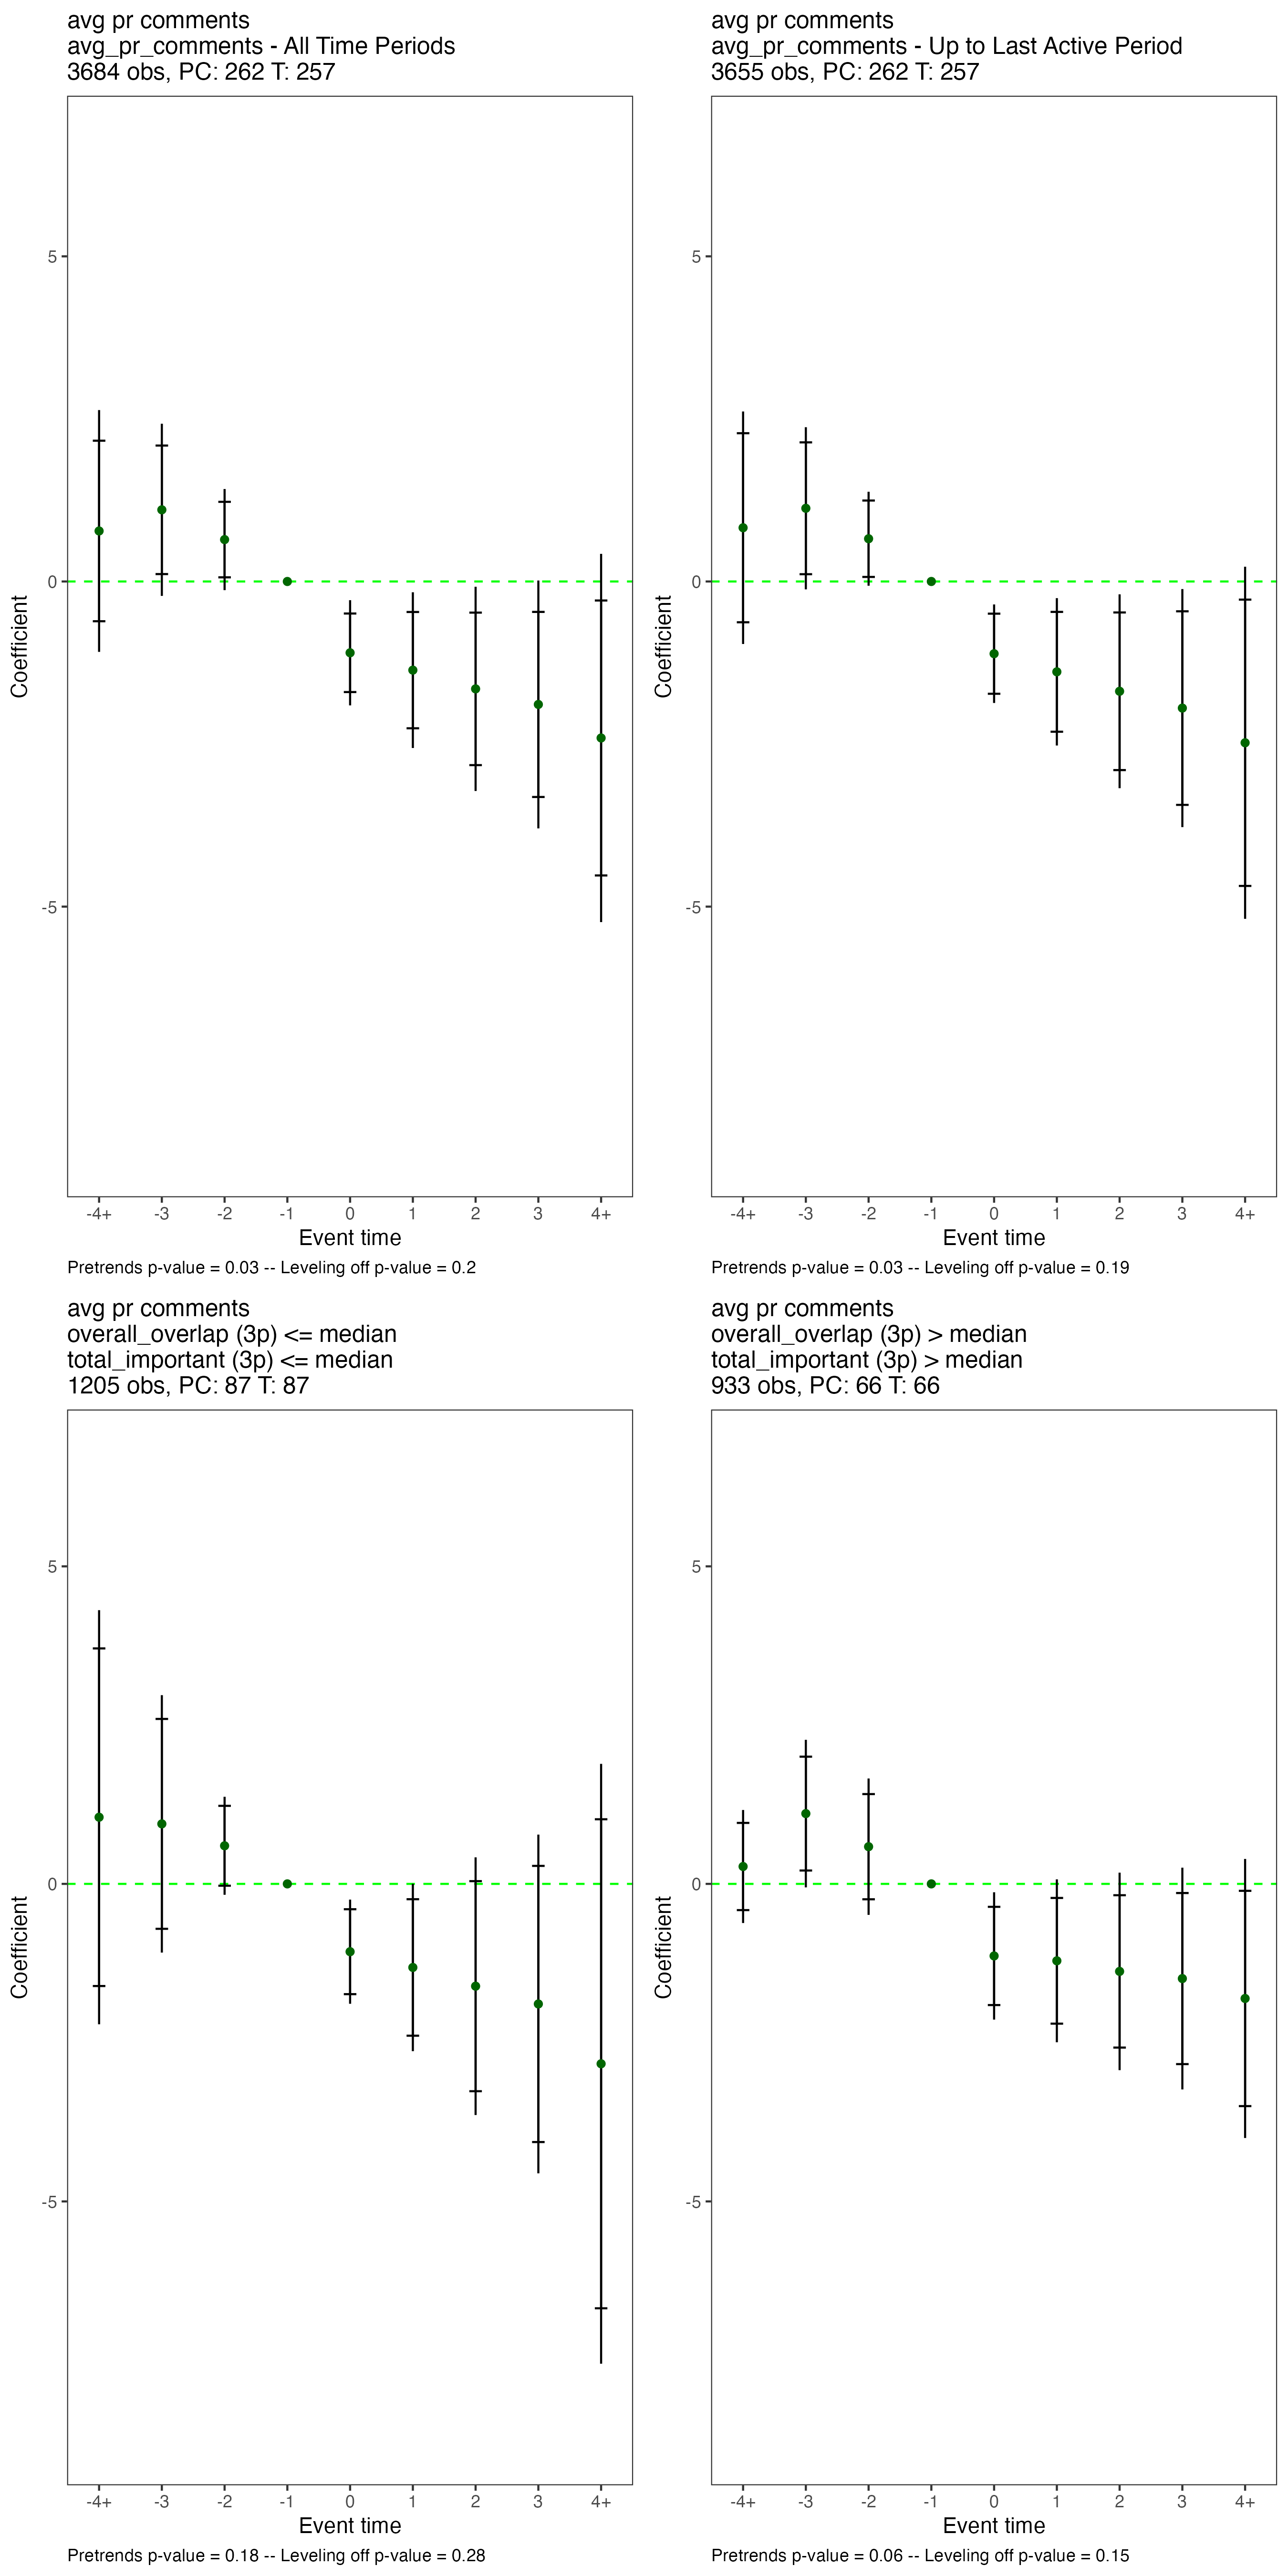 avg pr comments
avg_pr_comments - All Time Periods
3684 obs, PC: 262 T: 257
5
0
-5
Coefficient
-4+ -3 -2 -1 0 1 2 3 4+
Event time
Pretrends p-value = 0.03 -- Leveling off p-value = 0.2
avg pr comments
avg_pr_comments - Up to Last Active Period
3655 obs, PC: 262 T: 257
5
0
-5
Coefficient
-4+ -3 -2 -1 0 1 2 3 4+
Event time
Pretrends p-value = 0.03 -- Leveling off p-value = 0.19
avg pr comments
overall_overlap (3p) <= median
total_important (3p) <= median
1205 obs, PC: 87 T: 87
5
0
-5
Coefficient
-4+ -3 -2 -1 0 1 2 3 4+
Event time
Pretrends p-value = 0.18 -- Leveling off p-value = 0.28
avg pr comments
overall_overlap (3p) > median
total_important (3p) > median
933 obs, PC: 66 T: 66
5
0
-5
Coefficient
-4+ -3 -2 -1 0 1 2 3 4+
Event time
Pretrends p-value = 0.06 -- Leveling off p-value = 0.15